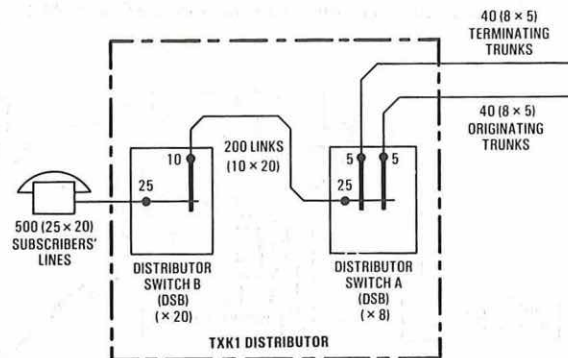 40 (8 × 5)
TERMINATING
TRUNKS
40 (8 × 5)
ORIGINATING
TRUNKS
10
200 LINKS
(10 × 20)
5
5
25
25
500 (25 × 20)
SUBSCRIBERS'
LINES
DISTRIBUTOR
SWITCH B
(DSB)
(× 20)
DISTRIBUTOR
SWITCH A
(DSB)
(× 8)
TXK1 DISTRIBUTOR